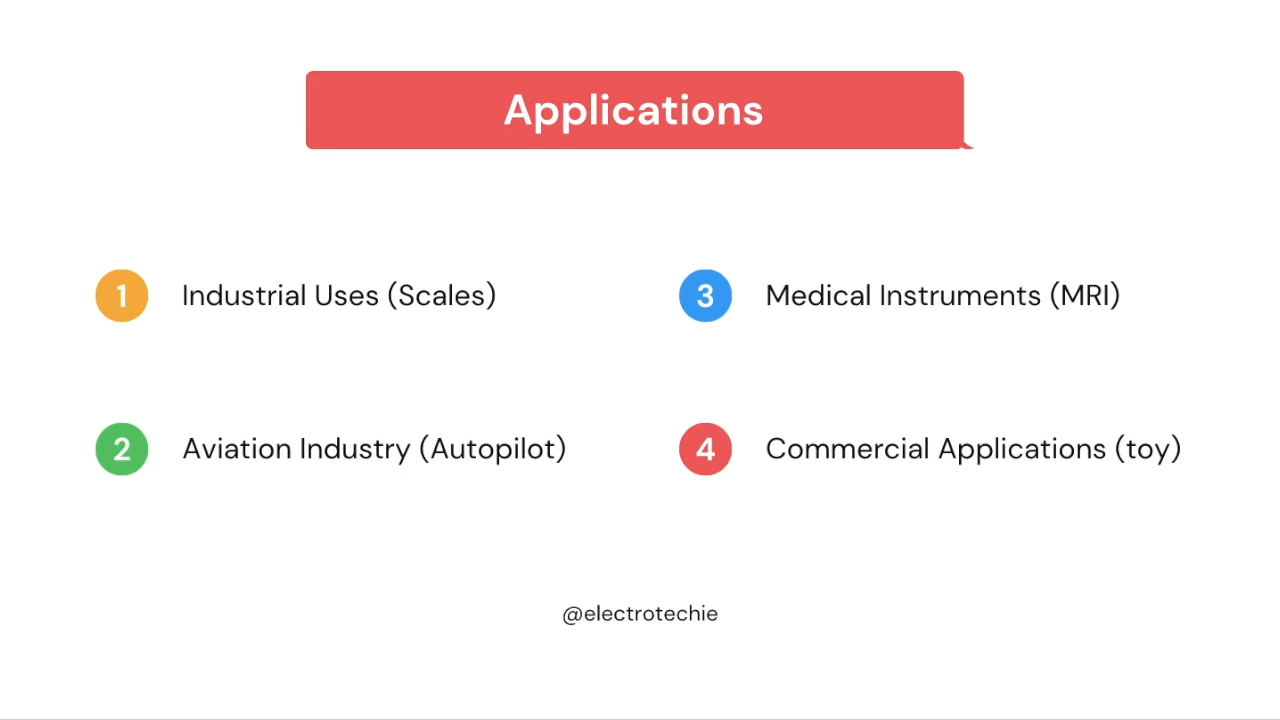 Applications
1 Industrial Uses (Scales)
2 Aviation Industry (Autopilot)
3 Medical Instruments (MRI)
4 Commercial Applications (toy)
@electrotechie